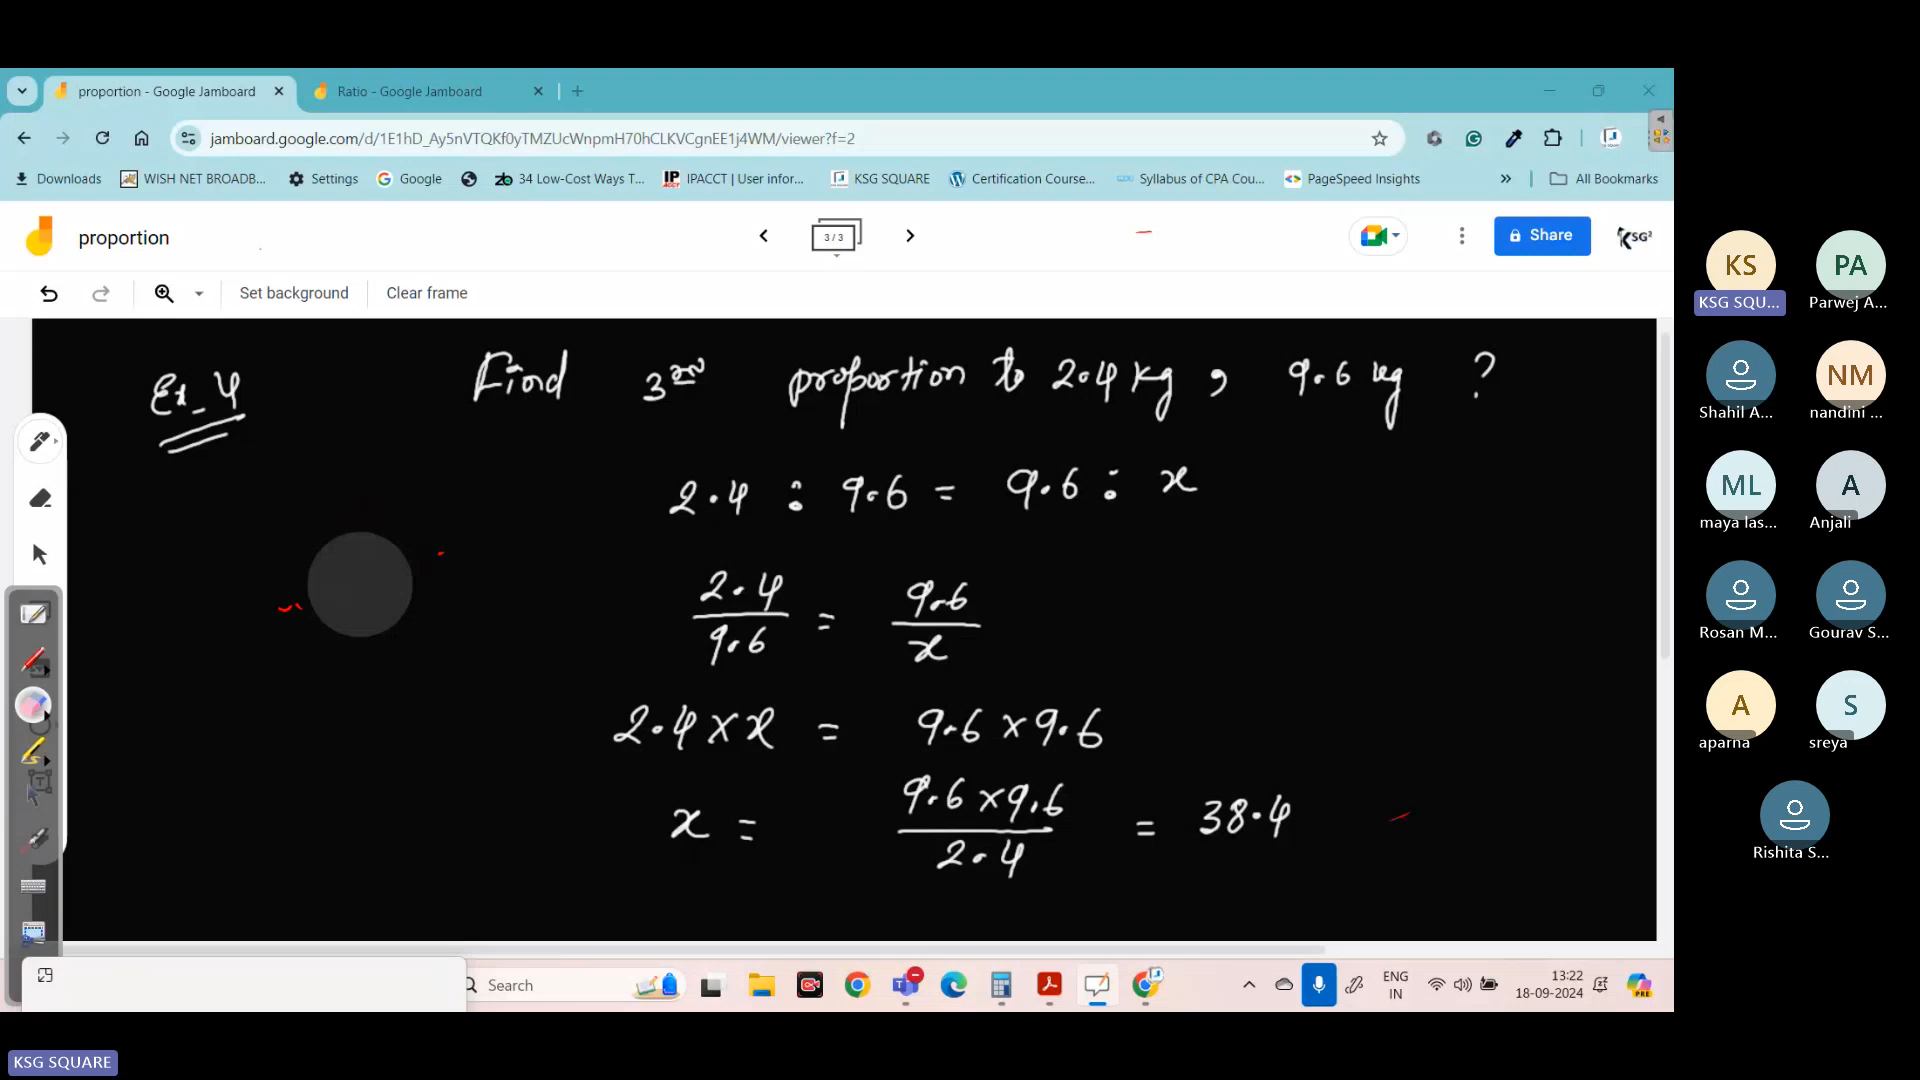 proportion - Google Jamboard
Ratio - Google Jamboard
jamboard.google.com/d/1E1hD_Ay5nVTQKf0yTMZUcWnpmH70hCLKVCgnEE1j4WM/viewer?f=2
Downloads WISH NET BROADB... Settings Google 34 Low-Cost Ways T... IPACCT | User infor... KSG SQUARE Certification Course... Syllabus of CPA Cou... PageSpeed Insights » All Bookmarks
proportion 3 / 3 Share KSG²
Set background Clear frame
Ex-4 Find 3rd proportion to 2.4 kg, 9.6 kg ?
2.4 : 9.6 = 9.6 : x
2.4/9.6 = 9.6/x
2.4 × x = 9.6 × 9.6
x = 9.6 × 9.6/2.4 = 38.4
Search
ENG
IN
13:22
18-09-2024
PRE
KS PA
KSG SQU... Parwej A...
NM
Shahil A... nandini ...
ML A
maya las... Anjali
Rosan M... Gourav S...
A S
aparna sreya
Rishita S...
KSG SQUARE